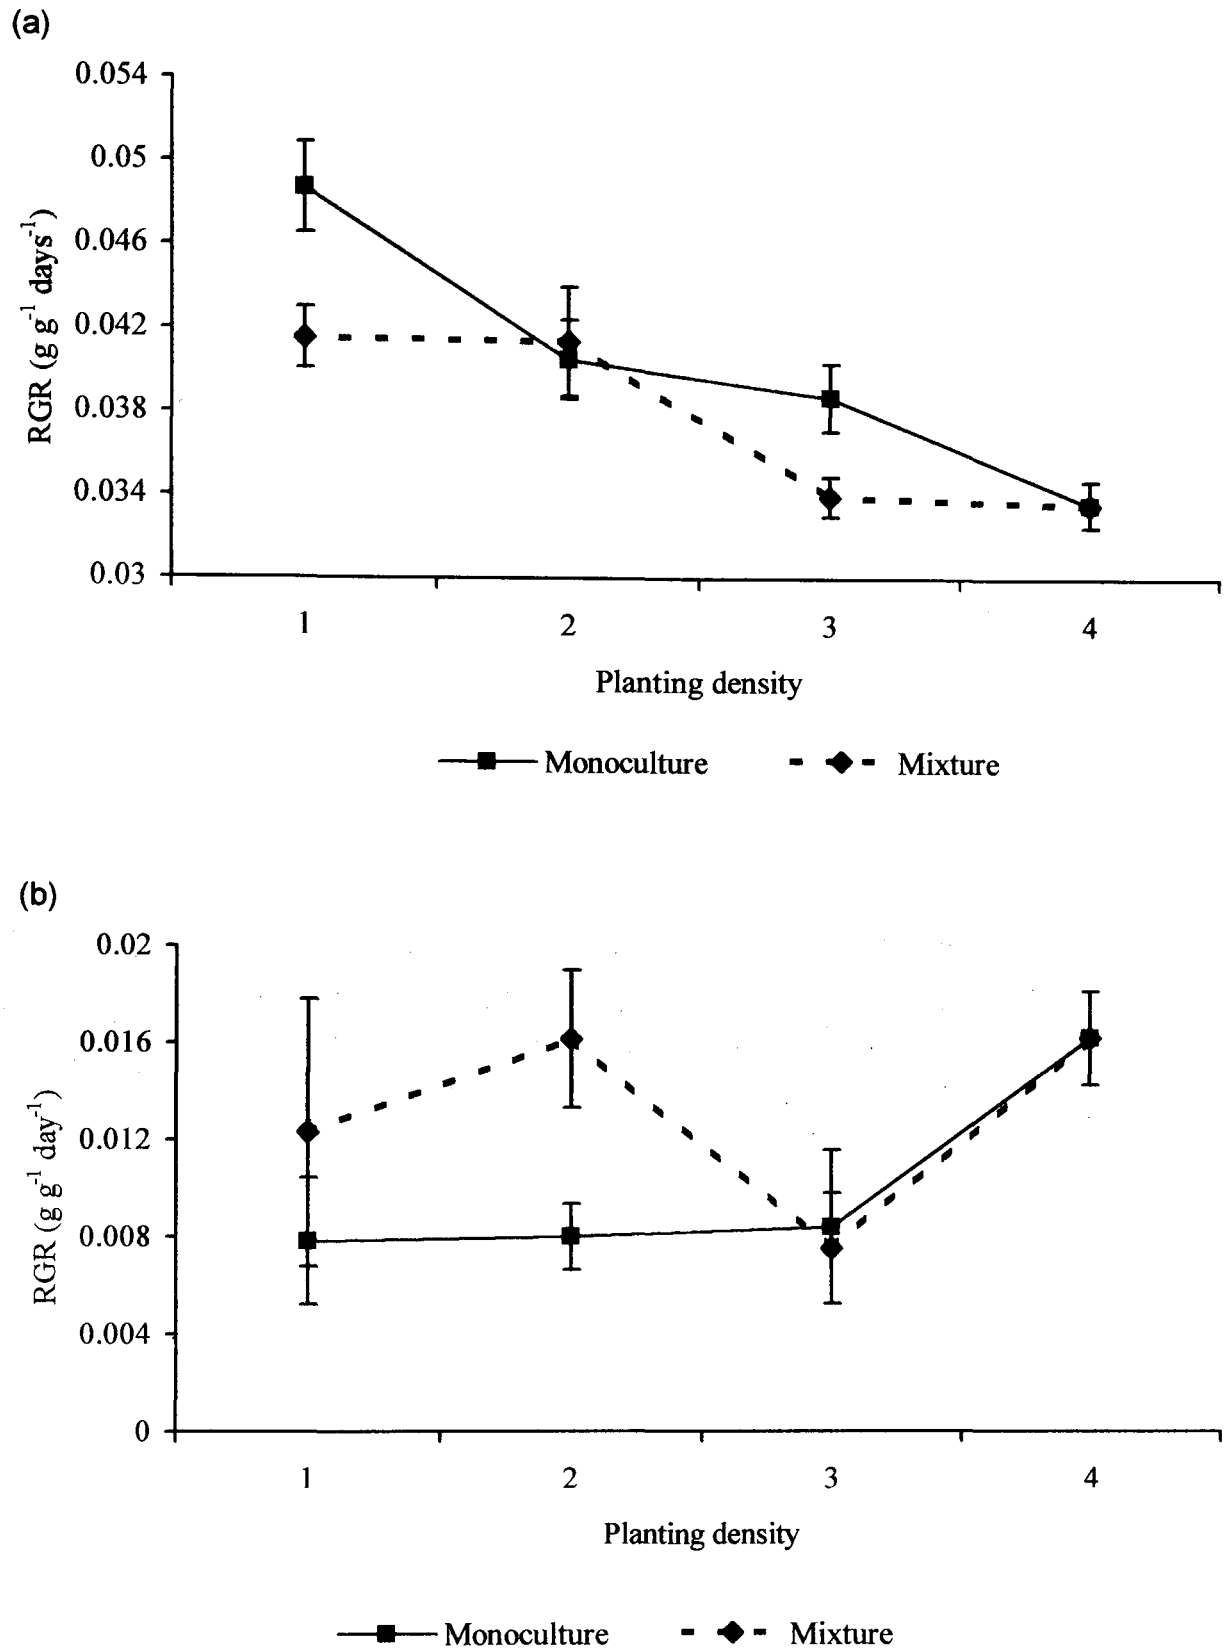 (a)
0.054
0.05
0.046
0.042
0.038
0.034
0.03
RGR (g g⁻¹ days⁻¹)
1 2 3 4
Planting density
Monoculture Mixture
(b)
0.02
0.016
0.012
0.008
0.004
0
RGR (g g⁻¹ day⁻¹)
1 2 3 4
Planting density
Monoculture Mixture